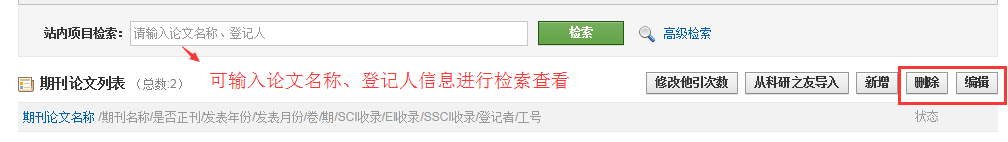 站内项目检索： 请输入论文名称、登记人 检索 高级检索
期刊论文列表 （总数:2） 可输入论文名称、登记人信息进行检索查看 修改他引次数 从科研之友导入 新增 删除 编辑
期刊论文名称 /期刊名称/是否正刊/发表年份/发表月份/卷/期/SCI收录/EI收录/SSCI收录/登记者/工号 状态